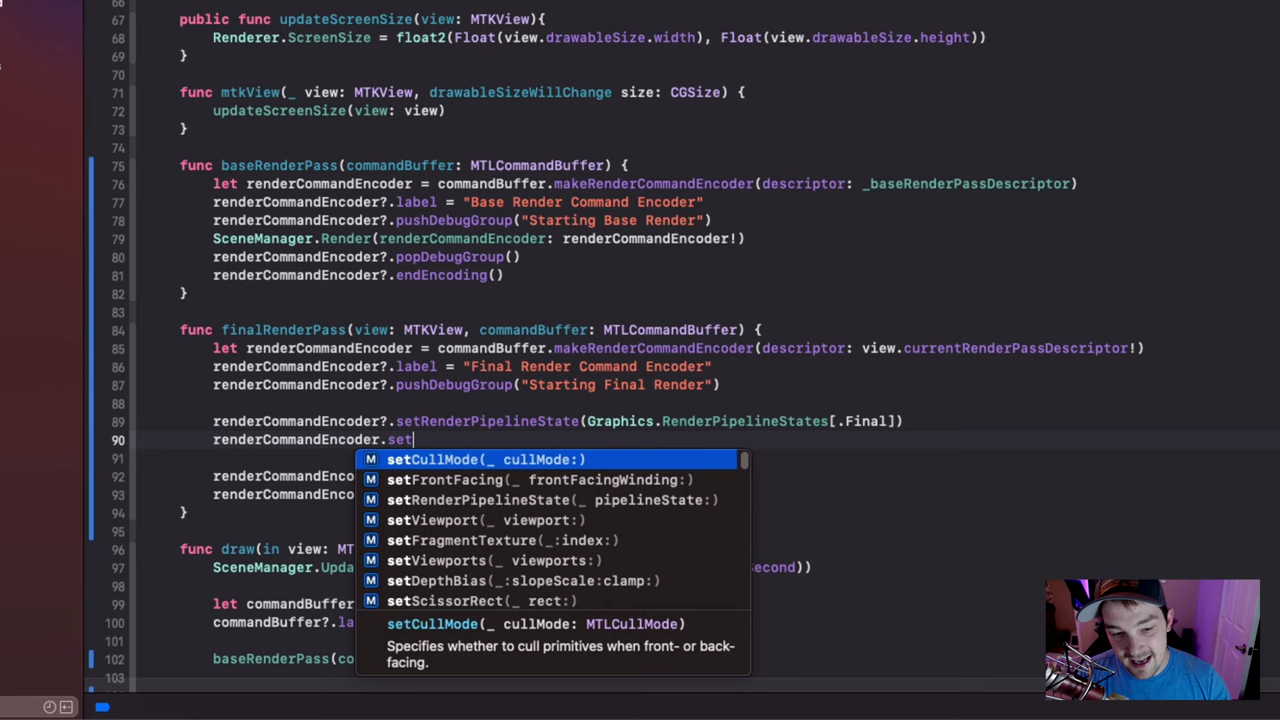 66
67 public func updateScreenSize(view: MTKView){
68 Renderer.ScreenSize = float2(Float(view.drawableSize.width), Float(view.drawableSize.height))
69 }
70
71 func mtkView(_ view: MTKView, drawableSizeWillChange size: CGSize) {
72 updateScreenSize(view: view)
73 }
74
75 func baseRenderPass(commandBuffer: MTLCommandBuffer) {
76 let renderCommandEncoder = commandBuffer.makeRenderCommandEncoder(descriptor: _baseRenderPassDescriptor)
77 renderCommandEncoder?.label = "Base Render Command Encoder"
78 renderCommandEncoder?.pushDebugGroup("Starting Base Render")
79 SceneManager.Render(renderCommandEncoder: renderCommandEncoder!)
80 renderCommandEncoder?.popDebugGroup()
81 renderCommandEncoder?.endEncoding()
82 }
83
84 func finalRenderPass(view: MTKView, commandBuffer: MTLCommandBuffer) {
85 let renderCommandEncoder = commandBuffer.makeRenderCommandEncoder(descriptor: view.currentRenderPassDescriptor!)
86 renderCommandEncoder?.label = "Final Render Command Encoder"
87 renderCommandEncoder?.pushDebugGroup("Starting Final Render")
88
89 renderCommandEncoder?.setRenderPipelineState(Graphics.RenderPipelineStates[.Final])
90 renderCommandEncoder.set
M setCullMode(_ cullMode:)
91
92 renderCommandEnco
M setFrontFacing(_ frontFacingWinding:)
93 renderCommandEnco
M setRenderPipelineState(_ pipelineState:)
94 }
M setViewport(_ viewport:)
95
M setFragmentTexture(_:index:)
96 func draw(in view: MT
M setViewports(_ viewports:)
97 SceneManager.Upda
econd))
M setDepthBias(_:slopeScale:clamp:)
98
99 let commandBuffer
M setScissorRect(_ rect:)
100 commandBuffer?.la
setCullMode(_ cullMode: MTLCullMode)
101
Specifies whether to cull primitives when front- or back-
facing.
102 baseRenderPass(co
103